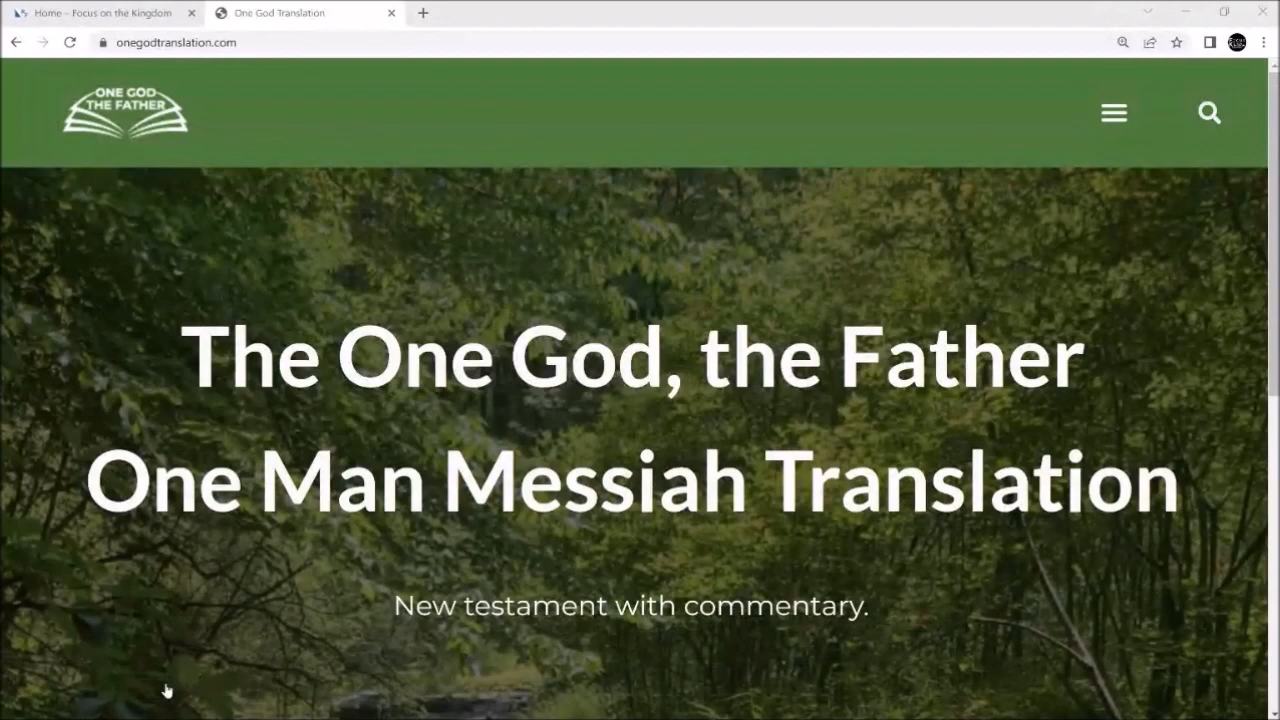 Home – Focus on the Kingdom
One God Translation
onegodtranslation.com
ONE GOD
THE FATHER
The One God, the Father
One Man Messiah Translation
New testament with commentary.